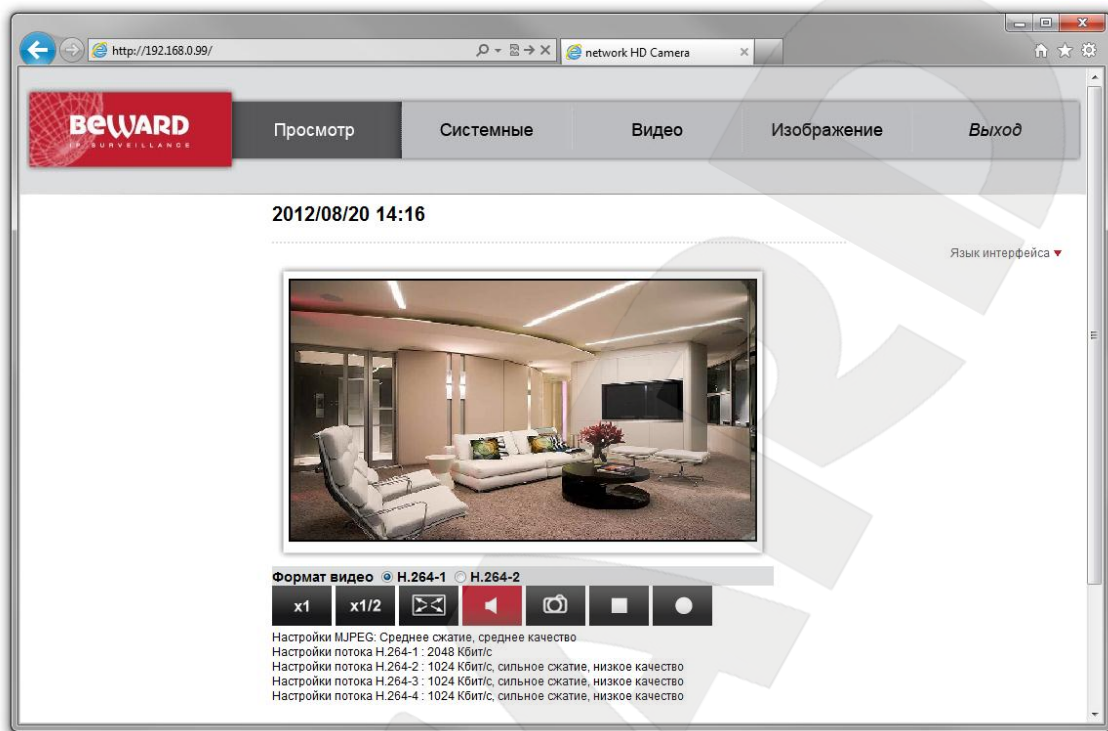 http://192.168.0.99/
network HD Camera
BEWARD
IP SURVEILLANCE
Просмотр
Системные
Видео
Изображение
Выход
2012/08/20 14:16
Язык интерфейса
Формат видео H.264-1 H.264-2
x1 x1/2
Настройки MJPEG: Среднее сжатие, среднее качество
Настройки потока H.264-1 : 2048 Кбит/с
Настройки потока H.264-2 : 1024 Кбит/с, сильное сжатие, низкое качество
Настройки потока H.264-3 : 1024 Кбит/с, сильное сжатие, низкое качество
Настройки потока H.264-4 : 1024 Кбит/с, сильное сжатие, низкое качество